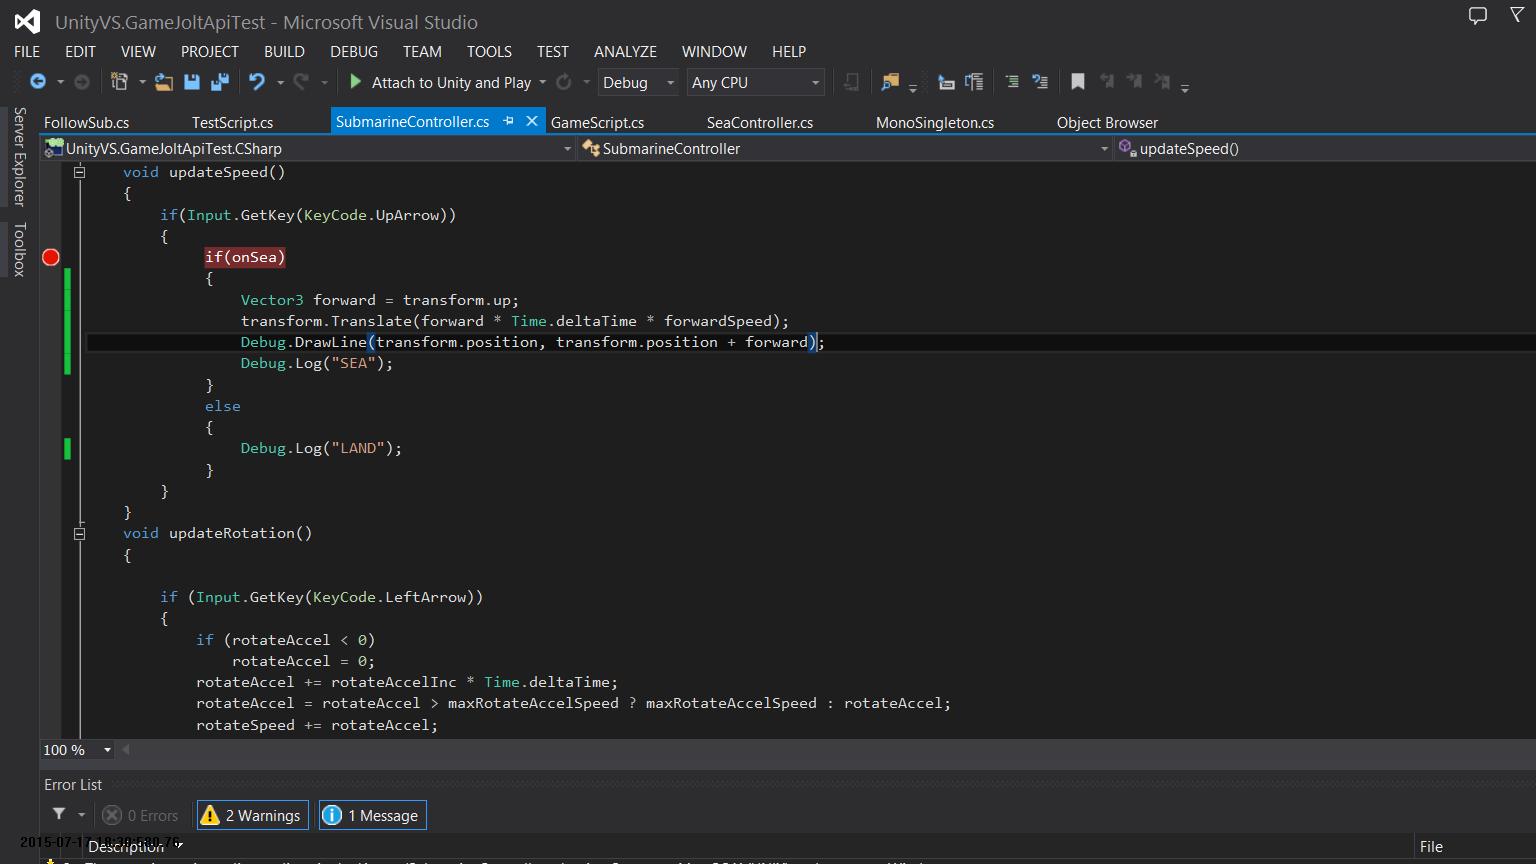 UnityVS.GameJoltApiTest - Microsoft Visual Studio
FILE EDIT VIEW PROJECT BUILD DEBUG TEAM TOOLS TEST ANALYZE WINDOW HELP
Attach to Unity and Play Debug Any CPU
Server Explorer
Toolbox
FollowSub.cs TestScript.cs SubmarineController.cs GameScript.cs SeaController.cs MonoSingleton.cs Object Browser
UnityVS.GameJoltApiTest.CSharp SubmarineController updateSpeed()
void updateSpeed()
{
if(Input.GetKey(KeyCode.UpArrow))
{
if(onSea)
{
Vector3 forward = transform.up;
transform.Translate(forward * Time.deltaTime * forwardSpeed);
Debug.DrawLine(transform.position, transform.position + forward);
Debug.Log("SEA");
}
else
{
Debug.Log("LAND");
}
}
}
void updateRotation()
{
if (Input.GetKey(KeyCode.LeftArrow))
{
if (rotateAccel < 0)
rotateAccel = 0;
rotateAccel += rotateAccelInc * Time.deltaTime;
rotateAccel = rotateAccel > maxRotateAccelSpeed ? maxRotateAccelSpeed : rotateAccel;
rotateSpeed += rotateAccel;
100 %
Error List
0 Errors 2 Warnings 1 Message
Description File